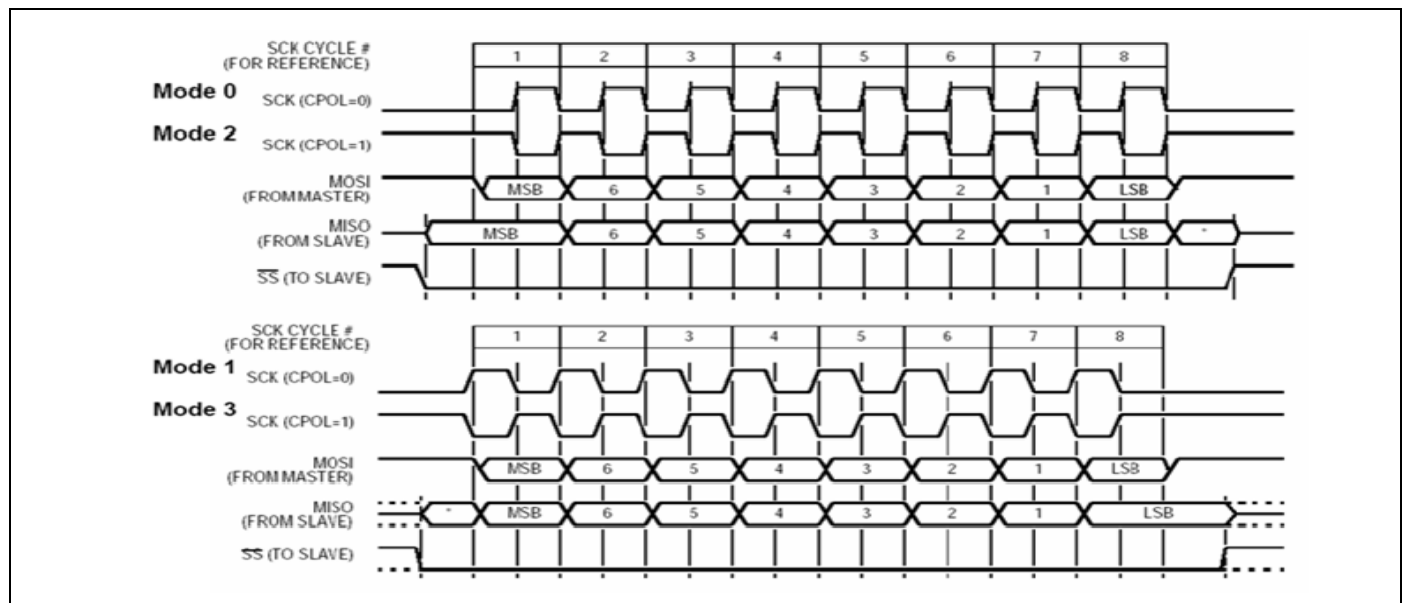 SCK CYCLE #
(FOR REFERENCE)
1 2 3 4 5 6 7 8
Mode 0
SCK (CPOL=0)
Mode 2
SCK (CPOL=1)
MOSI
(FROM MASTER)
MSB 6 5 4 3 2 1 LSB
MISO
(FROM SLAVE)
MSB 6 5 4 3 2 1 LSB *
SS (TO SLAVE)
SCK CYCLE #
(FOR REFERENCE)
1 2 3 4 5 6 7 8
Mode 1
SCK (CPOL=0)
Mode 3
SCK (CPOL=1)
MOSI
(FROM MASTER)
MSB 6 5 4 3 2 1 LSB
MISO
(FROM SLAVE)
* MSB 6 5 4 3 2 1 LSB
SS (TO SLAVE)